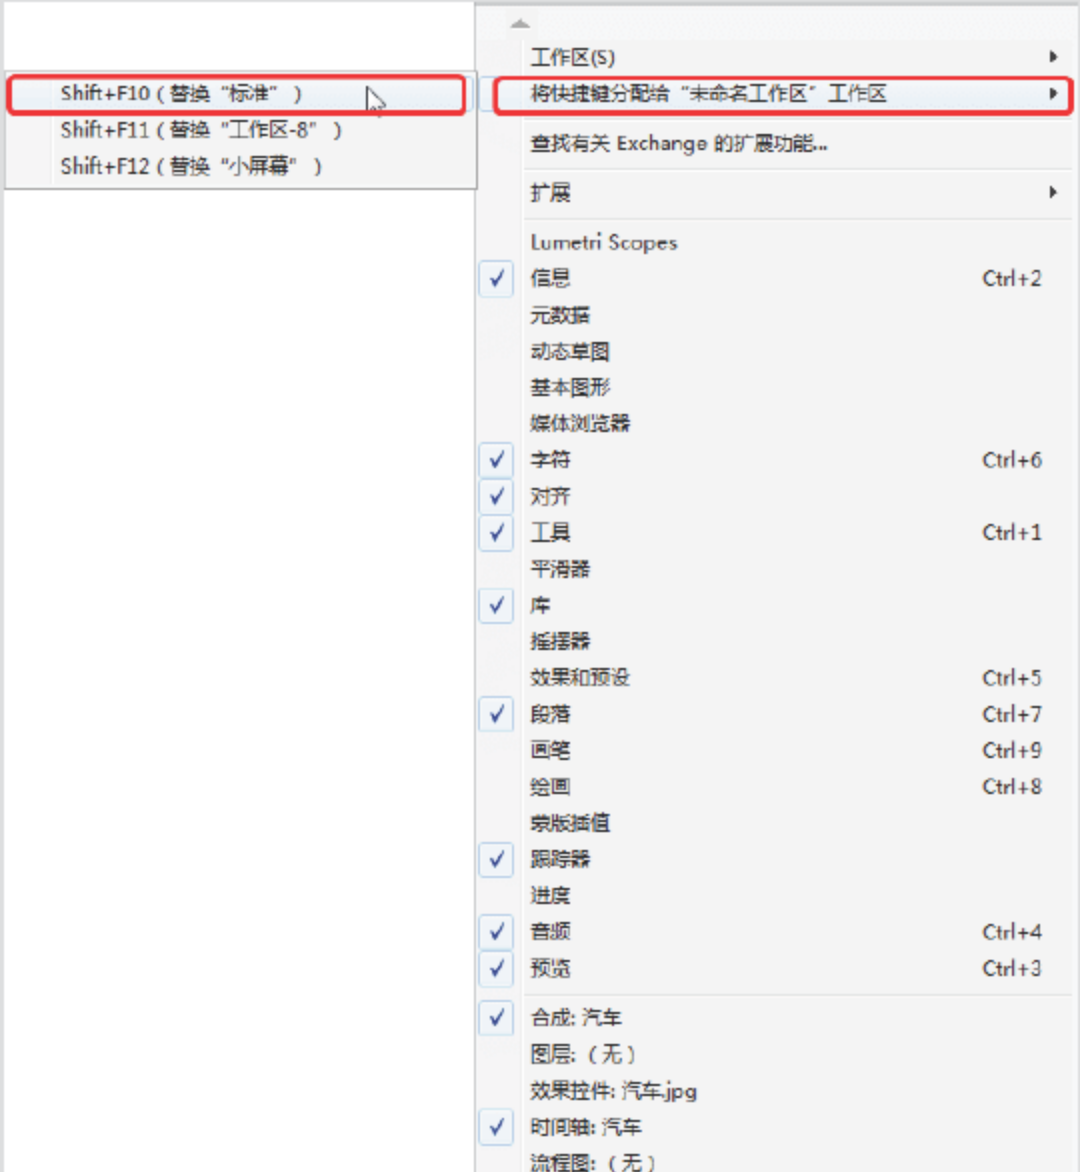 工作区(S)
将快捷键分配给“未命名工作区”工作区
Shift+F10（替换“标准”）
Shift+F11（替换“工作区-8”）
Shift+F12（替换“小屏幕”）
查找有关 Exchange 的扩展功能...
扩展
Lumetri Scopes
信息 Ctrl+2
元数据
动态草图
基本图形
媒体浏览器
字符 Ctrl+6
对齐
工具 Ctrl+1
平滑器
库
摇摆器
效果和预设 Ctrl+5
段落 Ctrl+7
画笔 Ctrl+9
绘画 Ctrl+8
蒙版插值
跟踪器
进度
音频 Ctrl+4
预览 Ctrl+3
合成: 汽车
图层:（无）
效果控件: 汽车.jpg
时间轴: 汽车
流程图:（无）